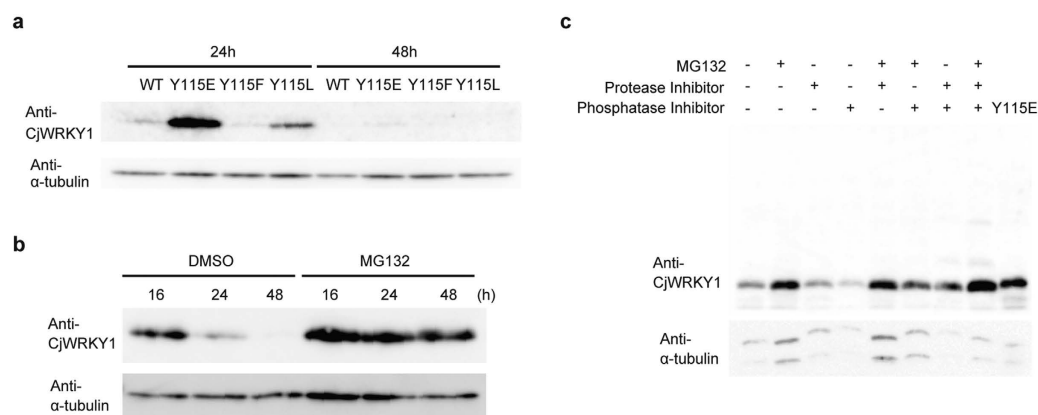 a
24h 48h
WT Y115E Y115F Y115L WT Y115E Y115F Y115L
Anti-
CjWRKY1
Anti-
α-tubulin
b
DMSO MG132
16 24 48 16 24 48 (h)
Anti-
CjWRKY1
Anti-
α-tubulin
c
MG132 - + - - + + - +
Protease Inhibitor - - + - + - + +
Phosphatase Inhibitor - - - + - + + + Y115E
Anti-
CjWRKY1
Anti-
α-tubulin